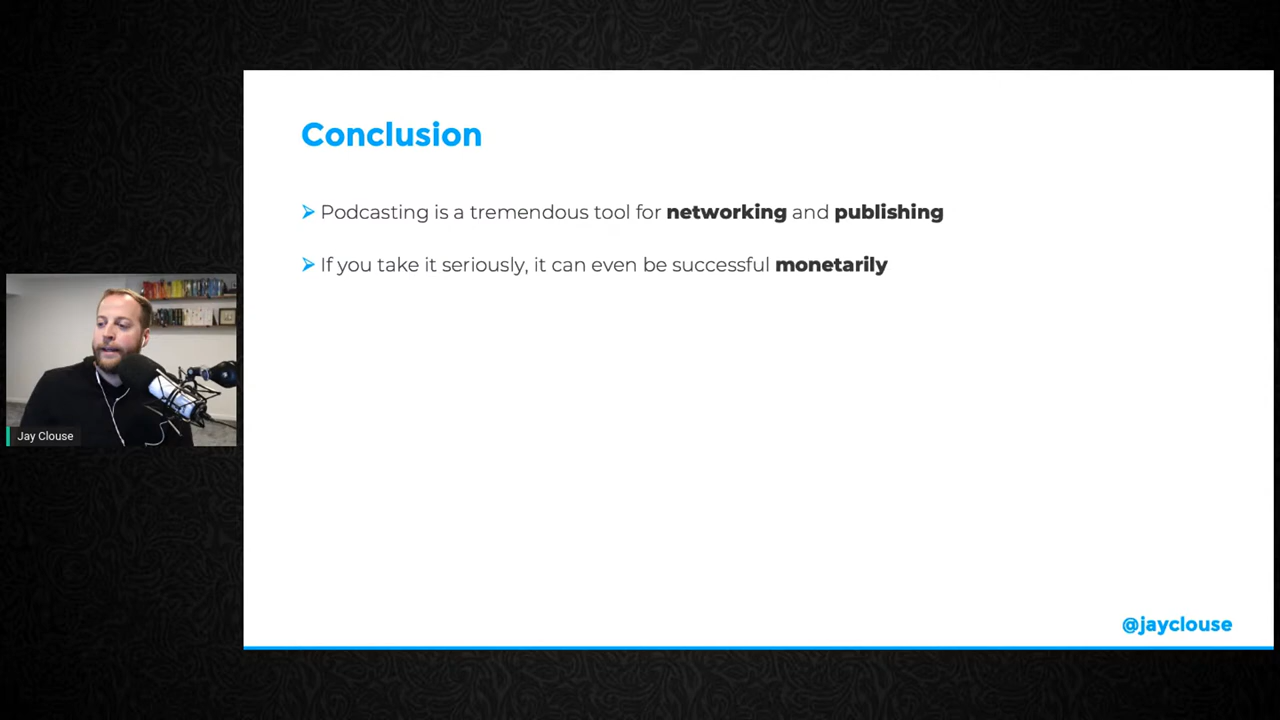 Conclusion
Podcasting is a tremendous tool for networking and publishing
If you take it seriously, it can even be successful monetarily
Jay Clouse
@jayclouse